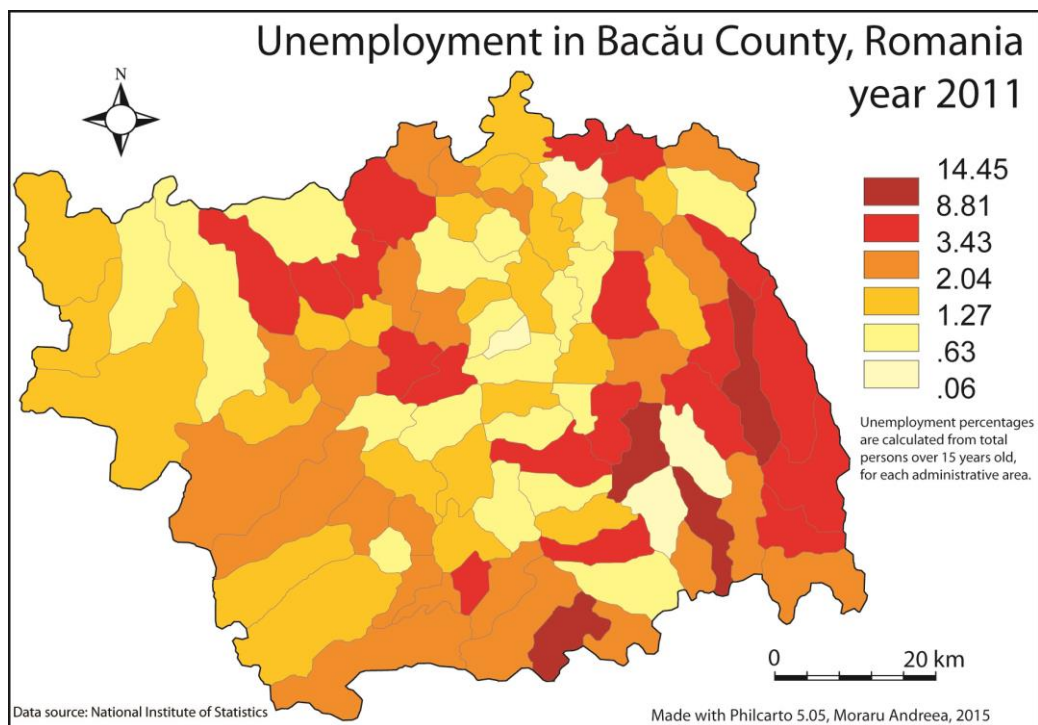 Unemployment in Bacău County, Romania
year 2011
N
14.45
8.81
3.43
2.04
1.27
.63
.06
Unemployment percentages
are calculated from total
persons over 15 years old,
for each administrative area.
0 20 km
Data source: National Institute of Statistics
Made with Philcarto 5.05, Moraru Andreea, 2015